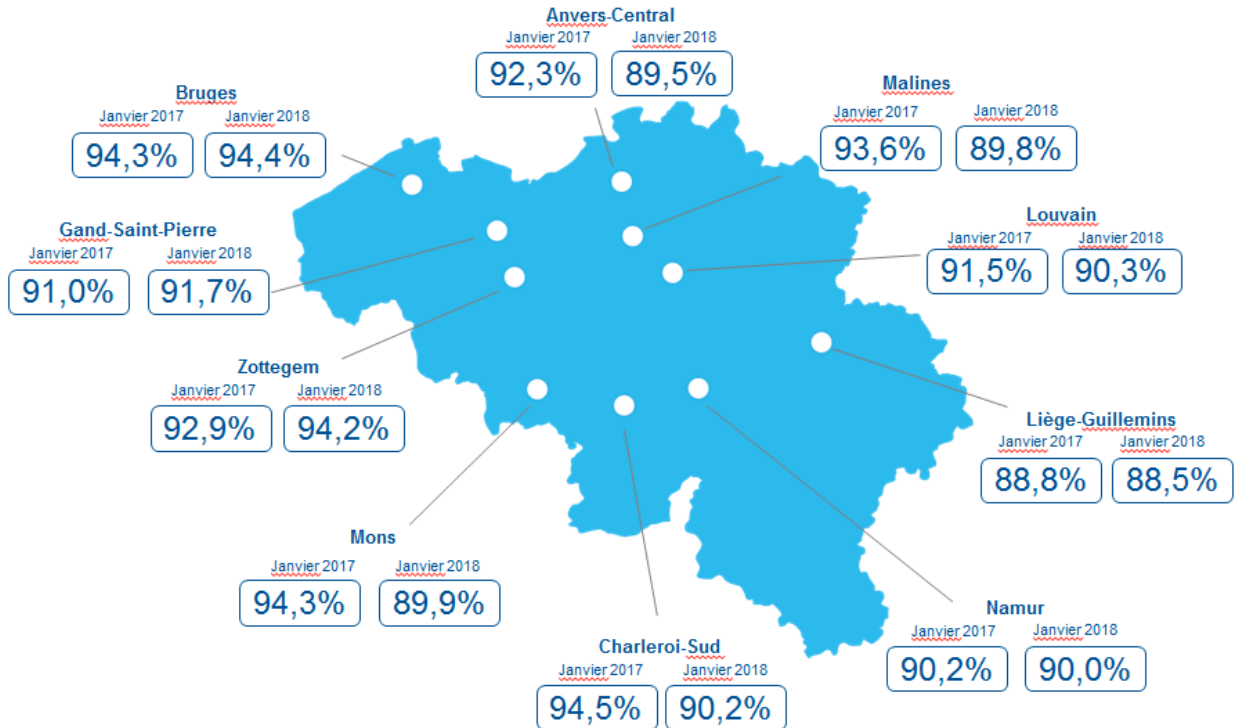 Anvers-Central
Janvier 2017 Janvier 2018
92,3% 89,5%
Bruges
Janvier 2017 Janvier 2018
94,3% 94,4%
Malines
Janvier 2017 Janvier 2018
93,6% 89,8%
Gand-Saint-Pierre
Janvier 2017 Janvier 2018
91,0% 91,7%
Louvain
Janvier 2017 Janvier 2018
91,5% 90,3%
Zottegem
Janvier 2017 Janvier 2018
92,9% 94,2%
Liège-Guillemins
Janvier 2017 Janvier 2018
88,8% 88,5%
Mons
Janvier 2017 Janvier 2018
94,3% 89,9%
Namur
Janvier 2017 Janvier 2018
90,2% 90,0%
Charleroi-Sud
Janvier 2017 Janvier 2018
94,5% 90,2%